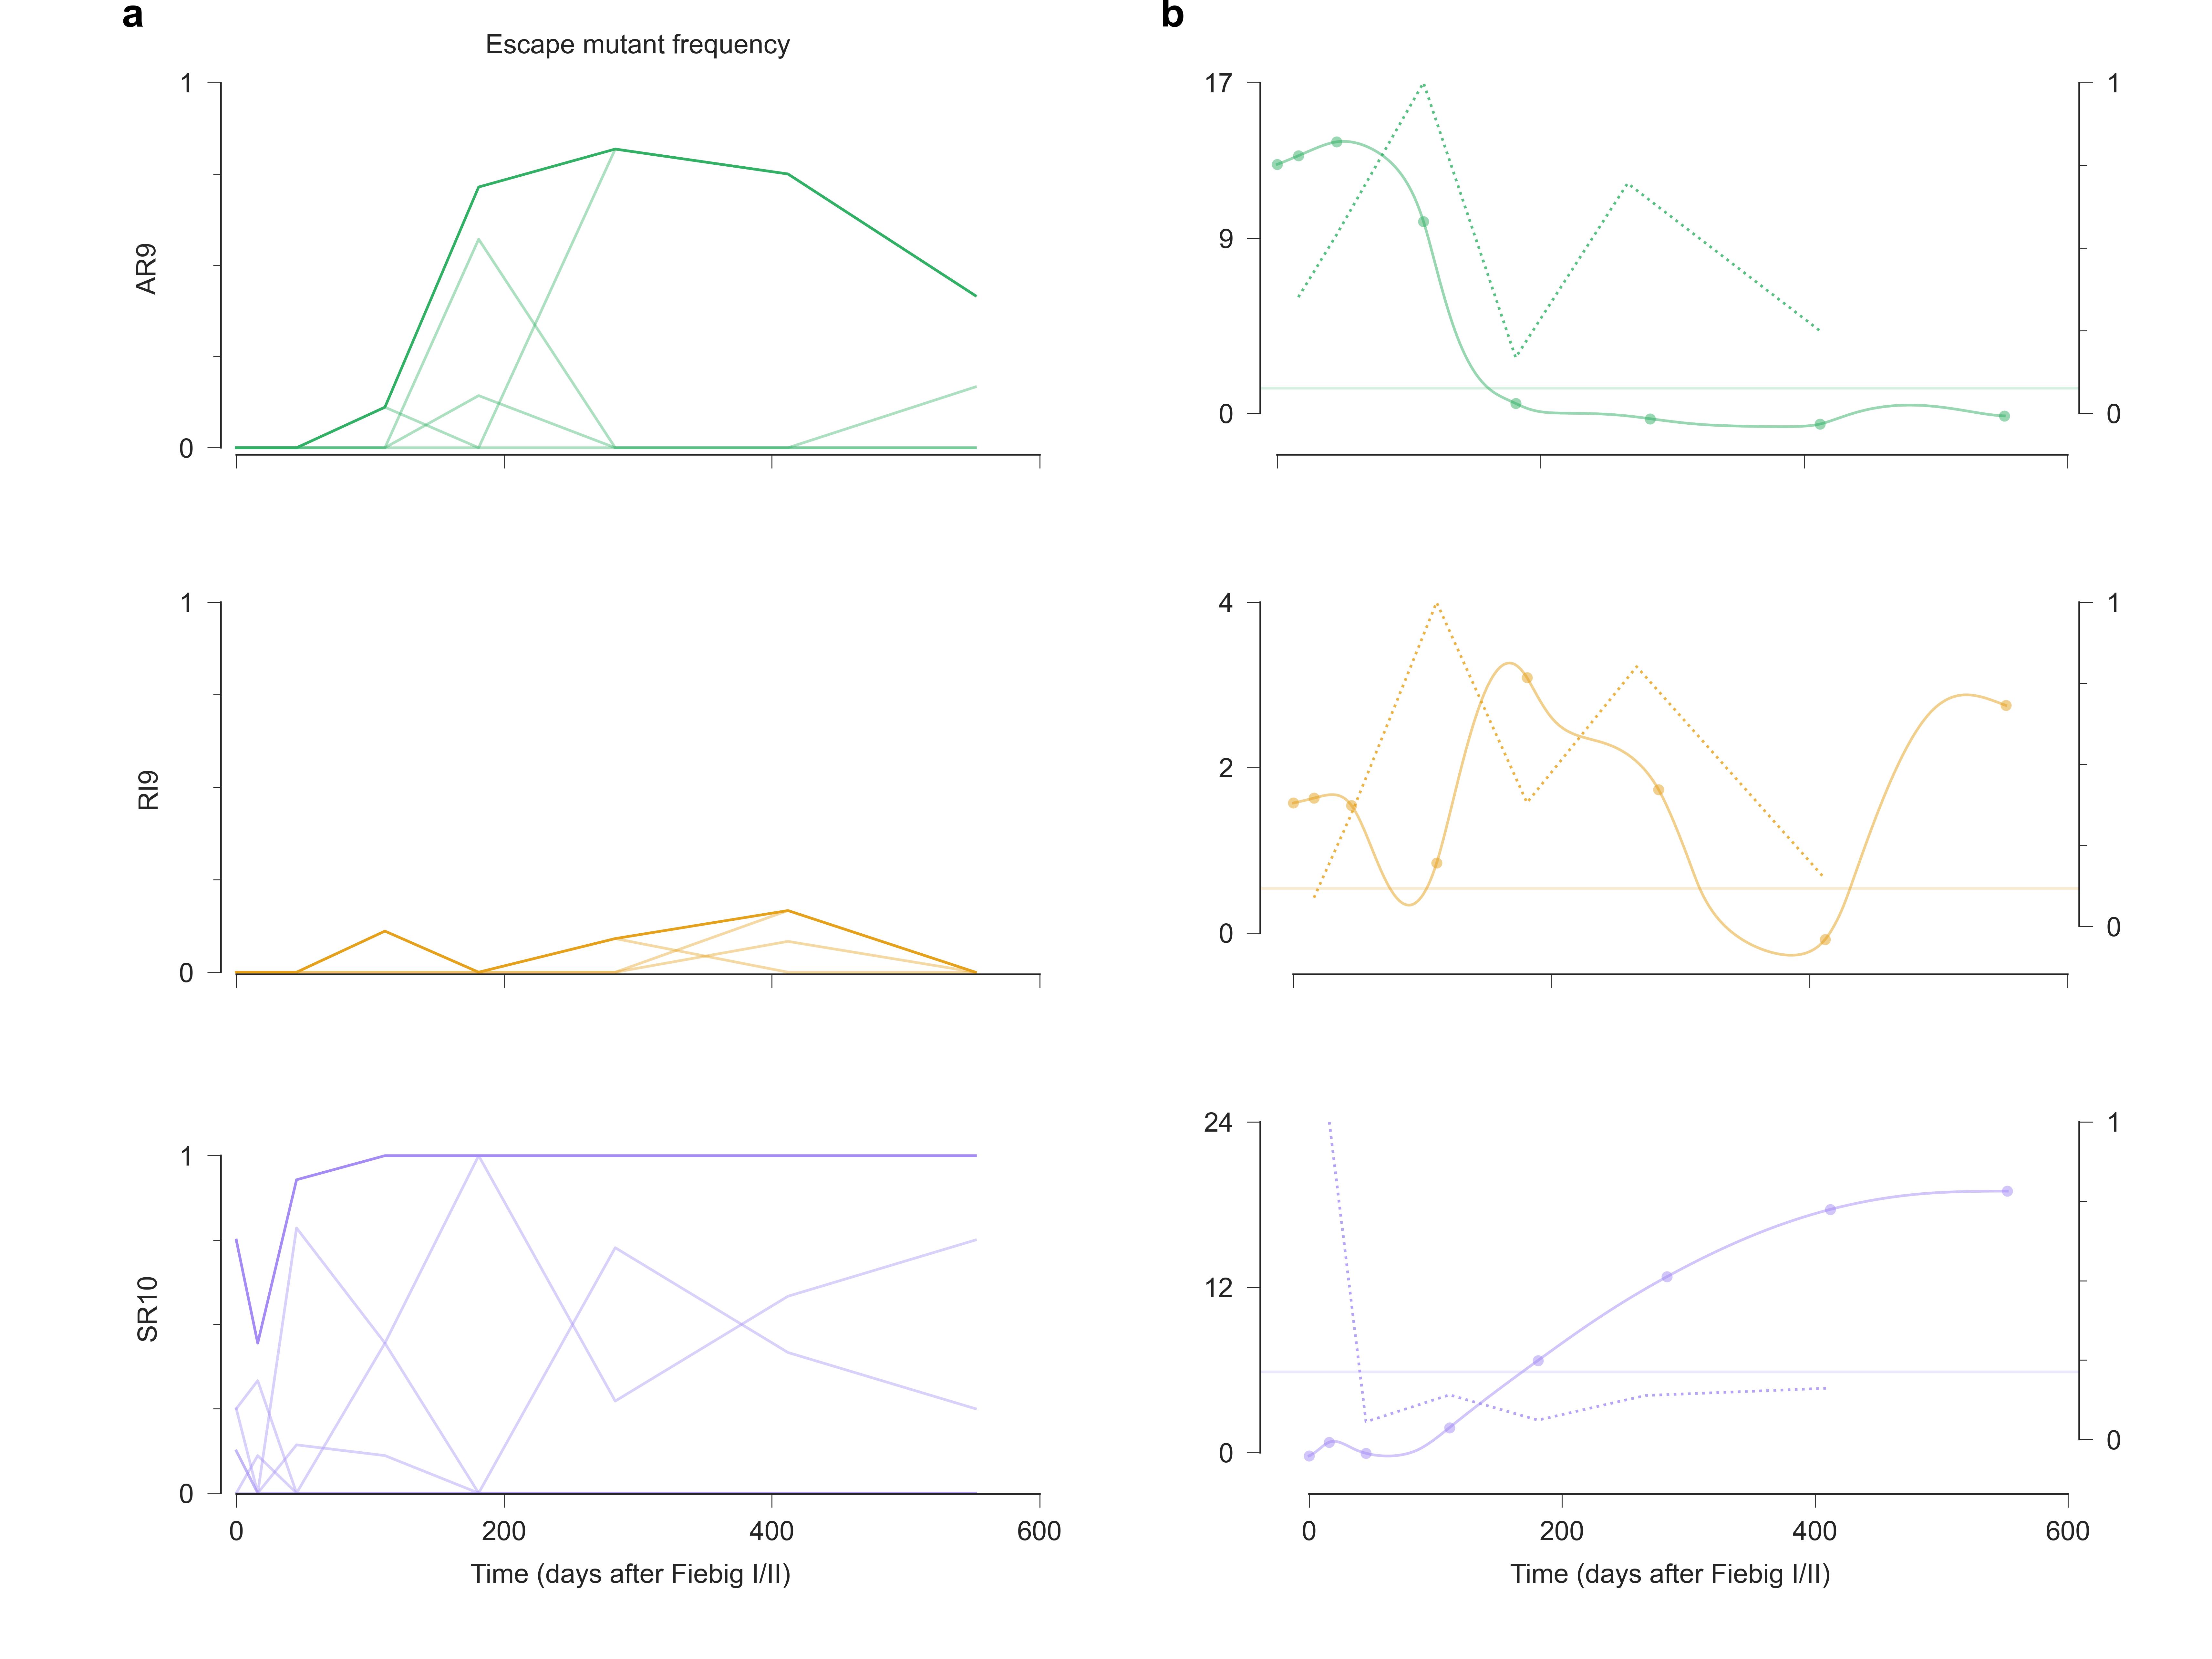 a
Escape mutant frequency
1
AR9
0
1
RI9
0
1
SR10
0
0 200 400 600
Time (days after Fiebig I/II)
b
17 1
9
0 0
4 1
2
0 0
24 1
12
0 0
0 200 400 600
Time (days after Fiebig I/II)